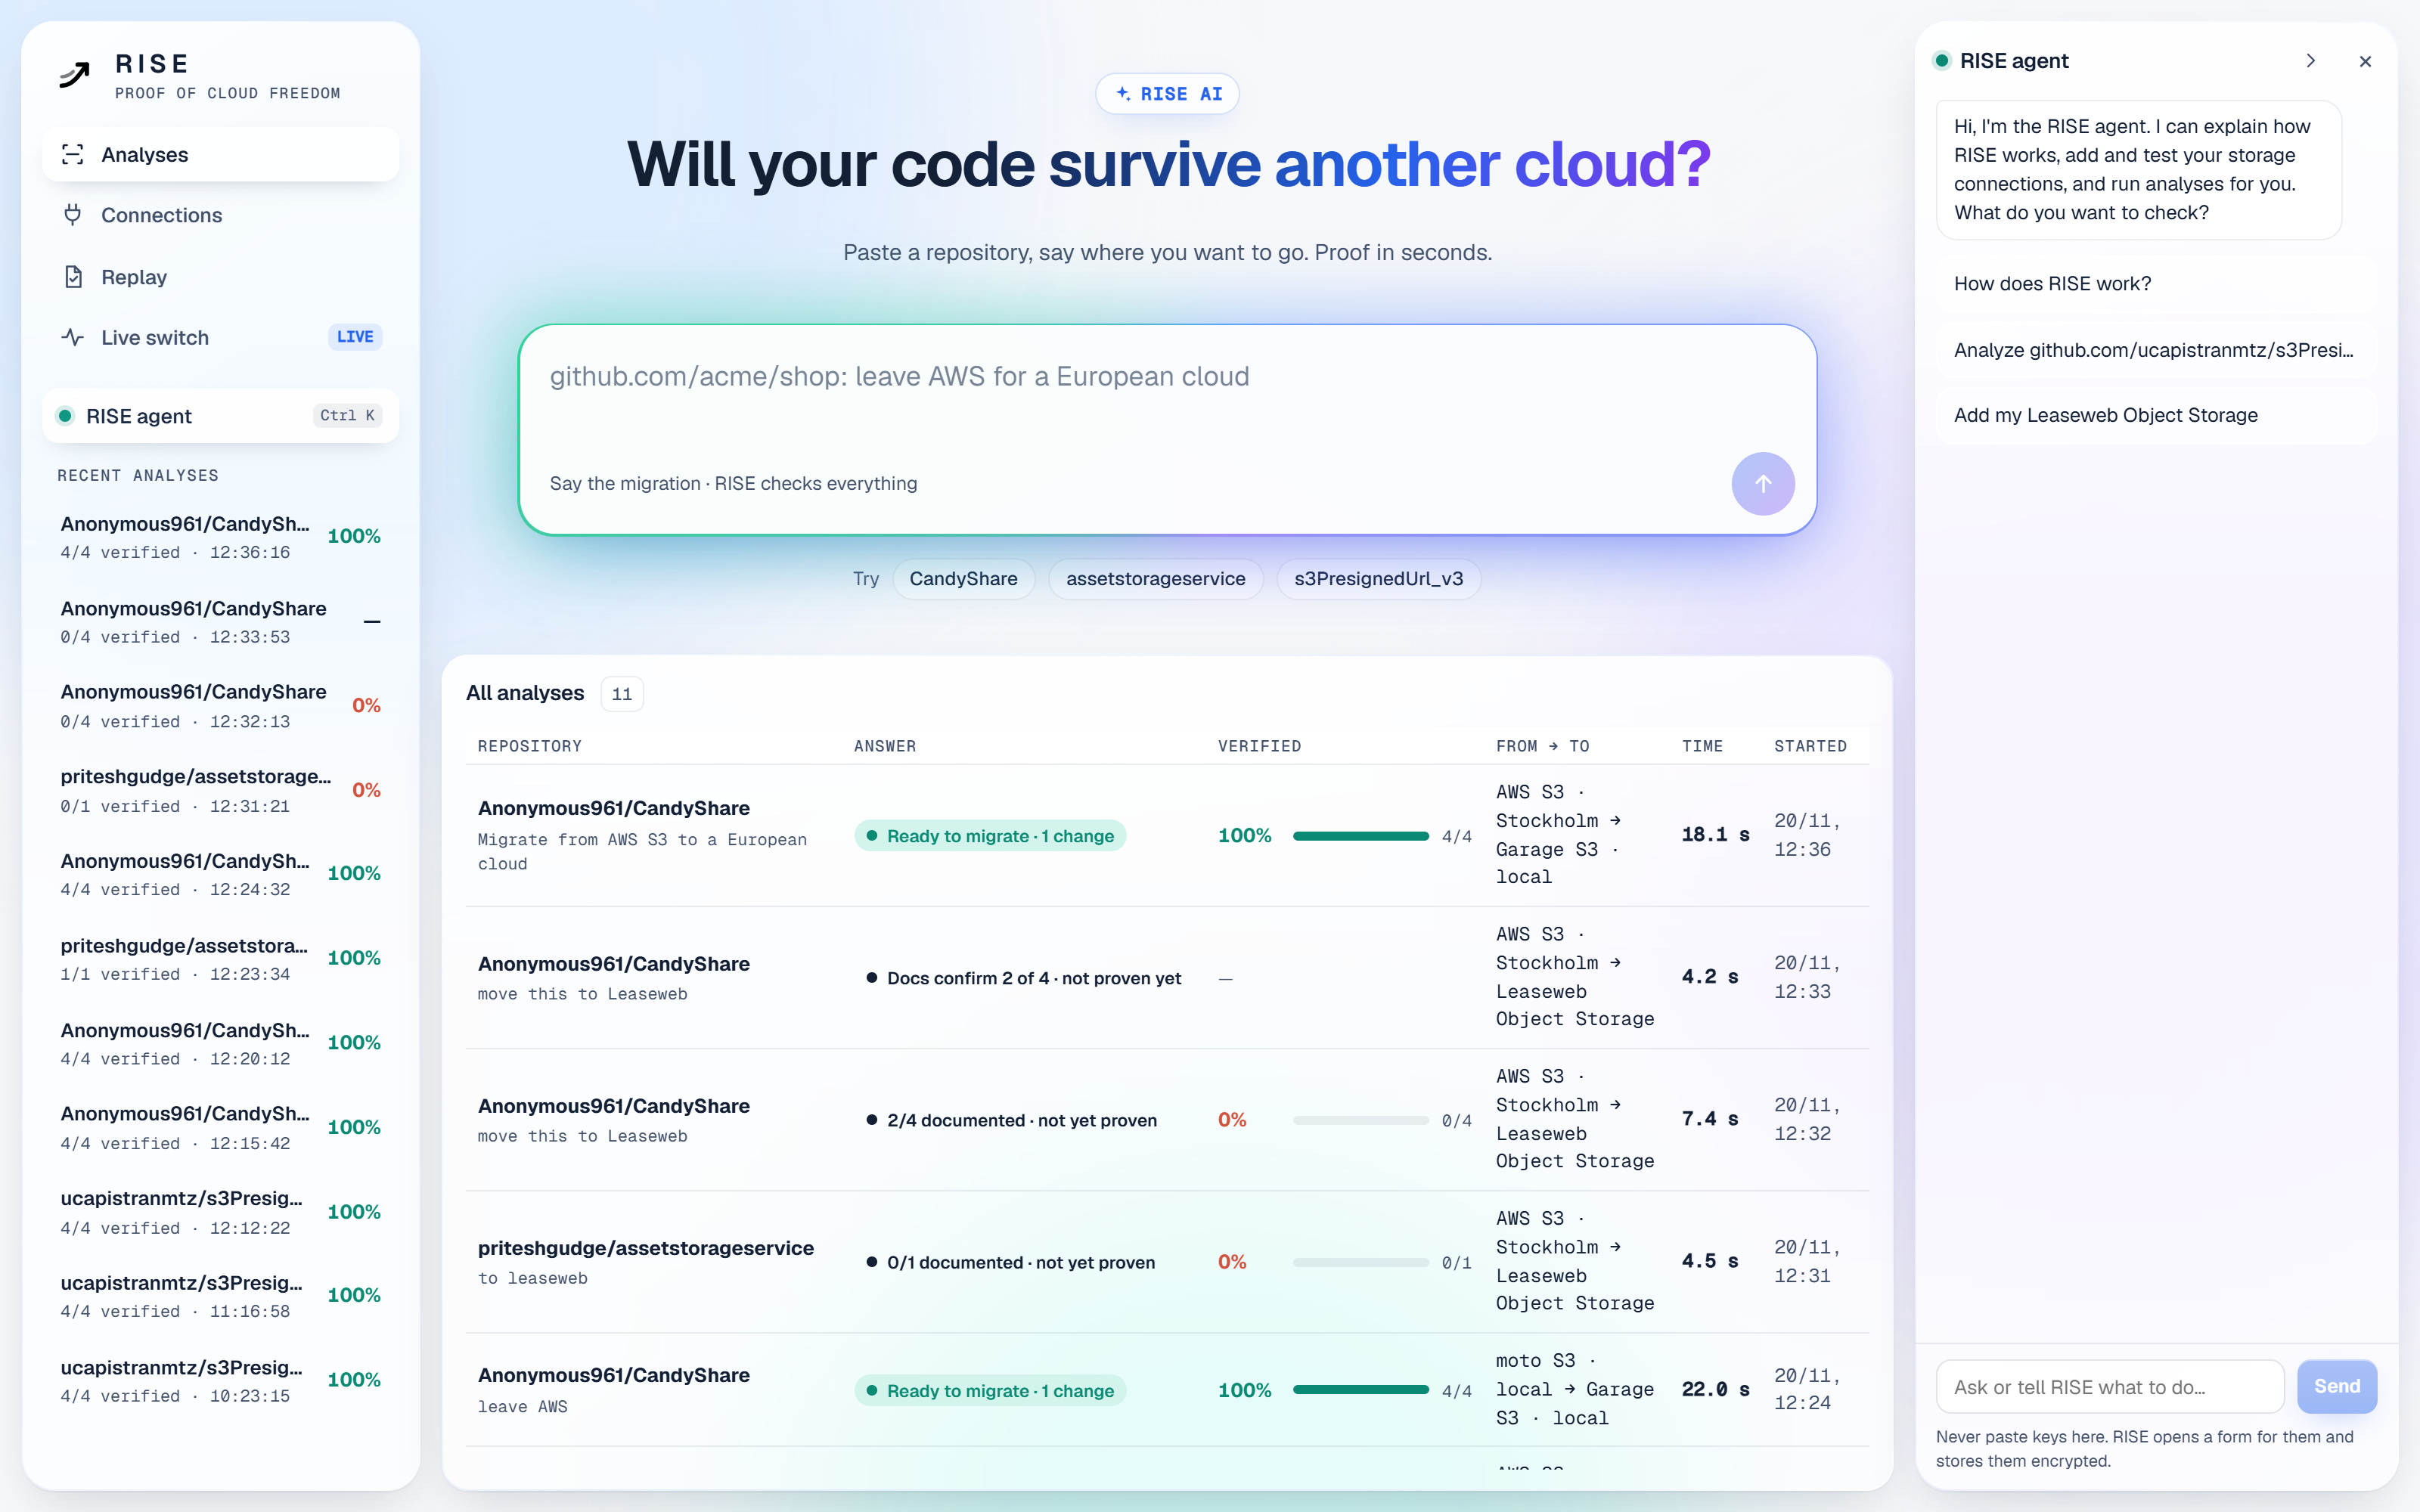 RISE
PROOF OF CLOUD FREEDOM
Analyses
Connections
Replay
Live switch
LIVE
RISE agent
Ctrl K
RECENT ANALYSES
Anonymous961/CandySh...
100%
4/4 verified · 12:36:16
Anonymous961/CandyShare
—
0/4 verified · 12:33:53
Anonymous961/CandyShare
0%
0/4 verified · 12:32:13
priteshgudge/assetstorage...
0%
0/1 verified · 12:31:21
Anonymous961/CandySh...
100%
4/4 verified · 12:24:32
priteshgudge/assetstora...
100%
1/1 verified · 12:23:34
Anonymous961/CandySh...
100%
4/4 verified · 12:20:12
Anonymous961/CandySh...
100%
4/4 verified · 12:15:42
ucapistranmtz/s3Presig...
100%
4/4 verified · 12:12:22
ucapistranmtz/s3Presig...
100%
4/4 verified · 11:16:58
ucapistranmtz/s3Presig...
100%
4/4 verified · 10:23:15
RISE AI
Will your code survive another cloud?
Paste a repository, say where you want to go. Proof in seconds.
github.com/acme/shop: leave AWS for a European cloud
Say the migration · RISE checks everything
Try CandyShare assetstorageservice s3PresignedUrl_v3
All analyses 11
REPOSITORY ANSWER VERIFIED FROM → TO TIME STARTED
Anonymous961/CandyShare
Migrate from AWS S3 to a European
cloud
Ready to migrate · 1 change
100% 4/4
AWS S3 ·
Stockholm →
Garage S3 ·
local
18.1 s
20/11,
12:36
Anonymous961/CandyShare
move this to Leaseweb
Docs confirm 2 of 4 · not proven yet
—
AWS S3 ·
Stockholm →
Leaseweb
Object Storage
4.2 s
20/11,
12:33
Anonymous961/CandyShare
move this to Leaseweb
2/4 documented · not yet proven
0% 0/4
AWS S3 ·
Stockholm →
Leaseweb
Object Storage
7.4 s
20/11,
12:32
priteshgudge/assetstorageservice
to leaseweb
0/1 documented · not yet proven
0% 0/1
AWS S3 ·
Stockholm →
Leaseweb
Object Storage
4.5 s
20/11,
12:31
Anonymous961/CandyShare
leave AWS
Ready to migrate · 1 change
100% 4/4
moto S3 ·
local → Garage
S3 · local
22.0 s
20/11,
12:24
RISE agent
Hi, I'm the RISE agent. I can explain how
RISE works, add and test your storage
connections, and run analyses for you.
What do you want to check?
How does RISE work?
Analyze github.com/ucapistranmtz/s3Presi...
Add my Leaseweb Object Storage
Ask or tell RISE what to do...
Send
Never paste keys here. RISE opens a form for them and
stores them encrypted.